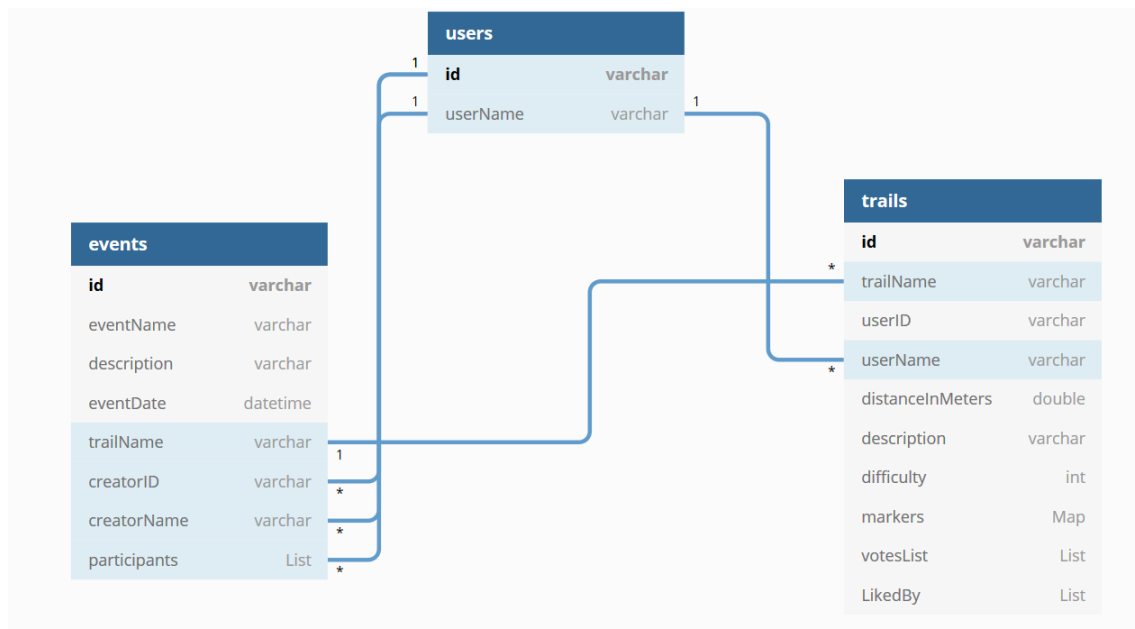 users
1
id varchar
1
userName varchar
1
trails
id varchar
*
trailName varchar
userID varchar
userName varchar
*
distanceInMeters double
description varchar
difficulty int
markers Map
votesList List
LikedBy List
events
id varchar
eventName varchar
description varchar
eventDate datetime
trailName varchar
1
creatorID varchar
*
creatorName varchar
*
participants List
*